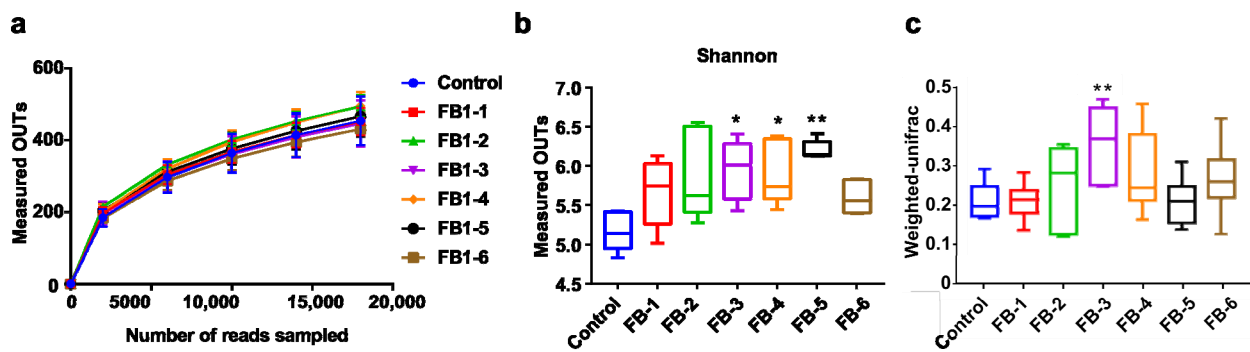 a
Measured OUTs
600
400
200
0
0
5000
10,000
15,000
20,000
Number of reads sampled
Control
FB1-1
FB1-2
FB1-3
FB1-4
FB1-5
FB1-6
b
Shannon
Measured OUTs
7.0
6.5
6.0
5.5
5.0
4.5
*
*
**
Control
FB-1
FB-2
FB-3
FB-4
FB-5
FB-6
c
Weighted-unifrac
0.5
0.4
0.3
0.2
0.1
0
**
Control
FB-1
FB-2
FB-3
FB-4
FB-5
FB-6